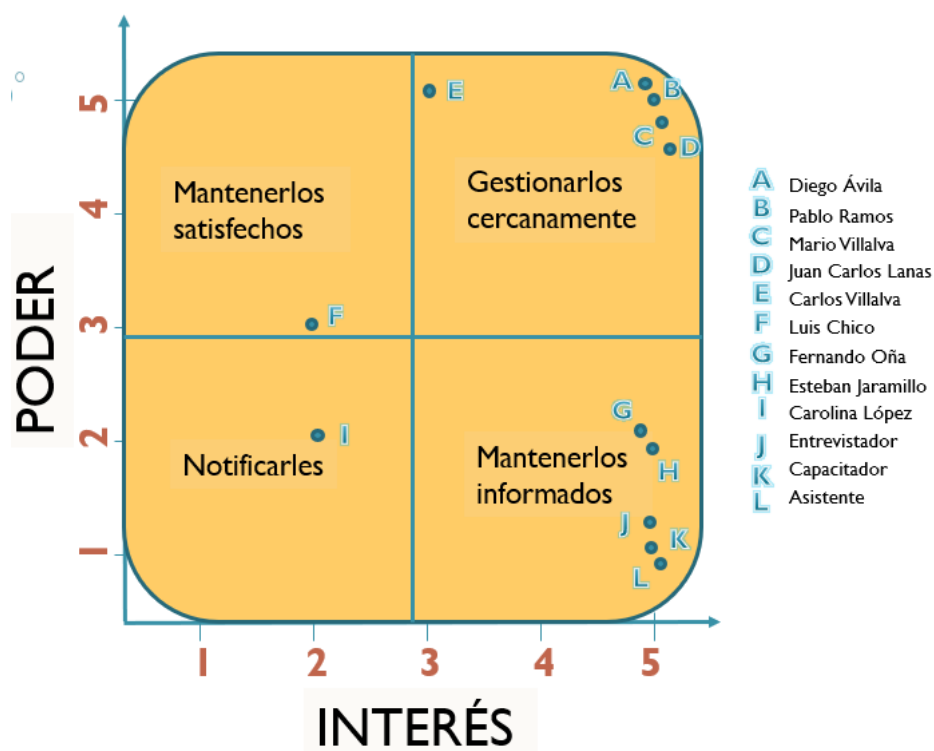 PODER
5
4
3
2
1
A
B
C
D
E
F
G
H
I
J
K
L
Mantenerlos
satisfechos
Gestionarlos
cercanamente
Notificarles
Mantenerlos
informados
1
2
3
4
5
INTERÉS
A Diego Ávila
B Pablo Ramos
C Mario Villalva
D Juan Carlos Lanas
E Carlos Villalva
F Luis Chico
G Fernando Oña
H Esteban Jaramillo
I Carolina López
J Entrevistador
K Capacitador
L Asistente